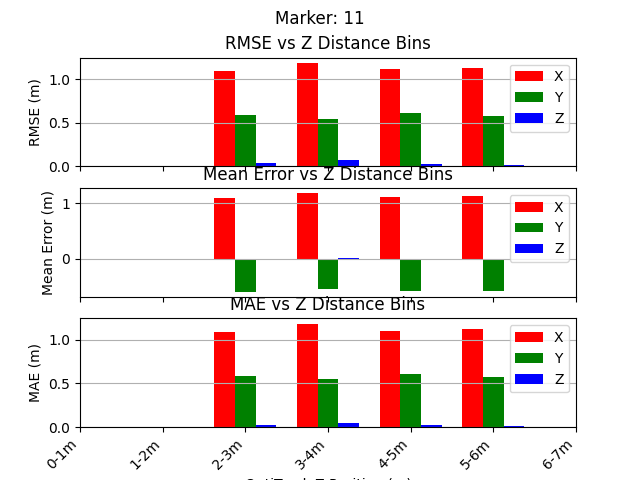 Marker: 11
RMSE vs Z Distance Bins
RMSE (m)
1.0
0.5
0.0
X
Y
Z
Mean Error vs Z Distance Bins
Mean Error (m)
1
0
X
Y
Z
MAE vs Z Distance Bins
MAE (m)
1.0
0.5
0.0
X
Y
Z
0-1m
1-2m
2-3m
3-4m
4-5m
5-6m
6-7m
OptiTrack Z Position (m)